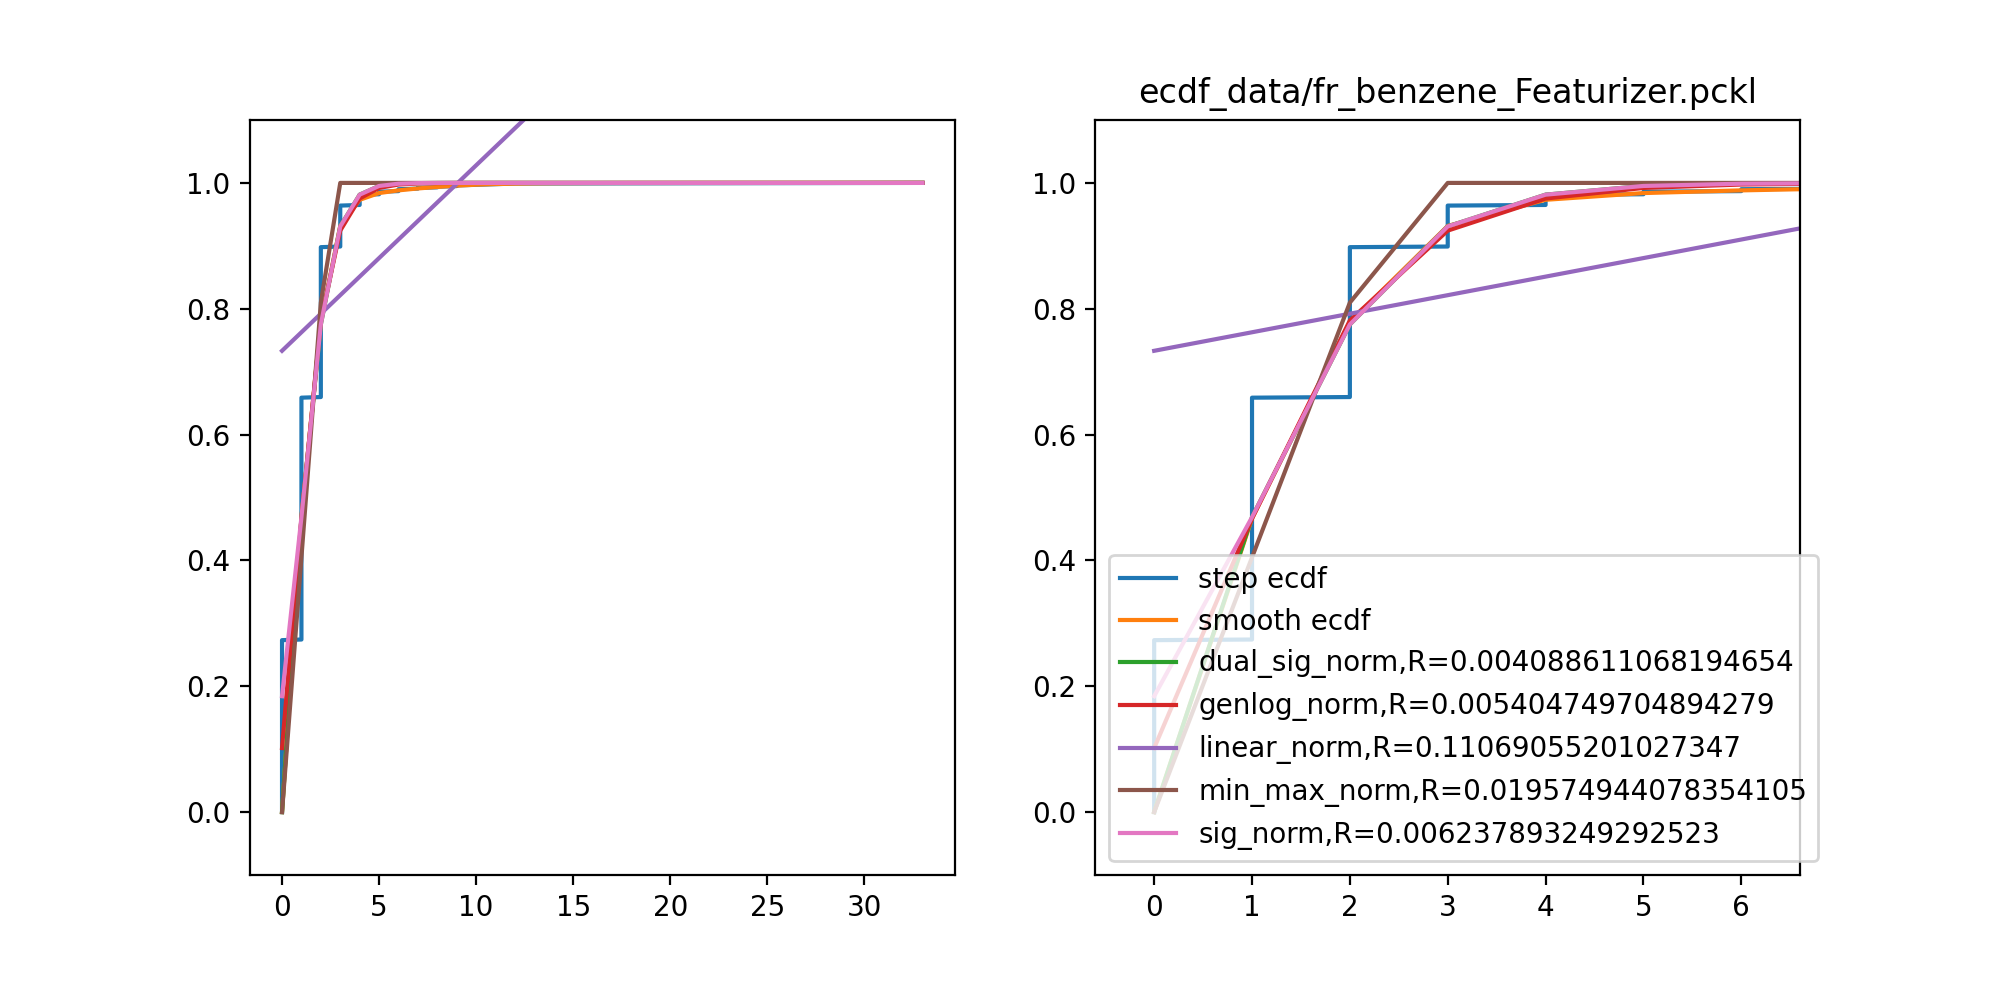 ecdf_data/fr_benzene_Featurizer.pckl
1.0
0.8
0.6
0.4
0.2
0.0
0 5 10 15 20 25 30
1.0
0.8
0.6
0.4
0.2
0.0
step ecdf
smooth ecdf
dual_sig_norm,R=0.004088611068194654
genlog_norm,R=0.005404749704894279
linear_norm,R=0.11069055201027347
min_max_norm,R=0.019574944078354105
sig_norm,R=0.006237893249292523
0 1 2 3 4 5 6